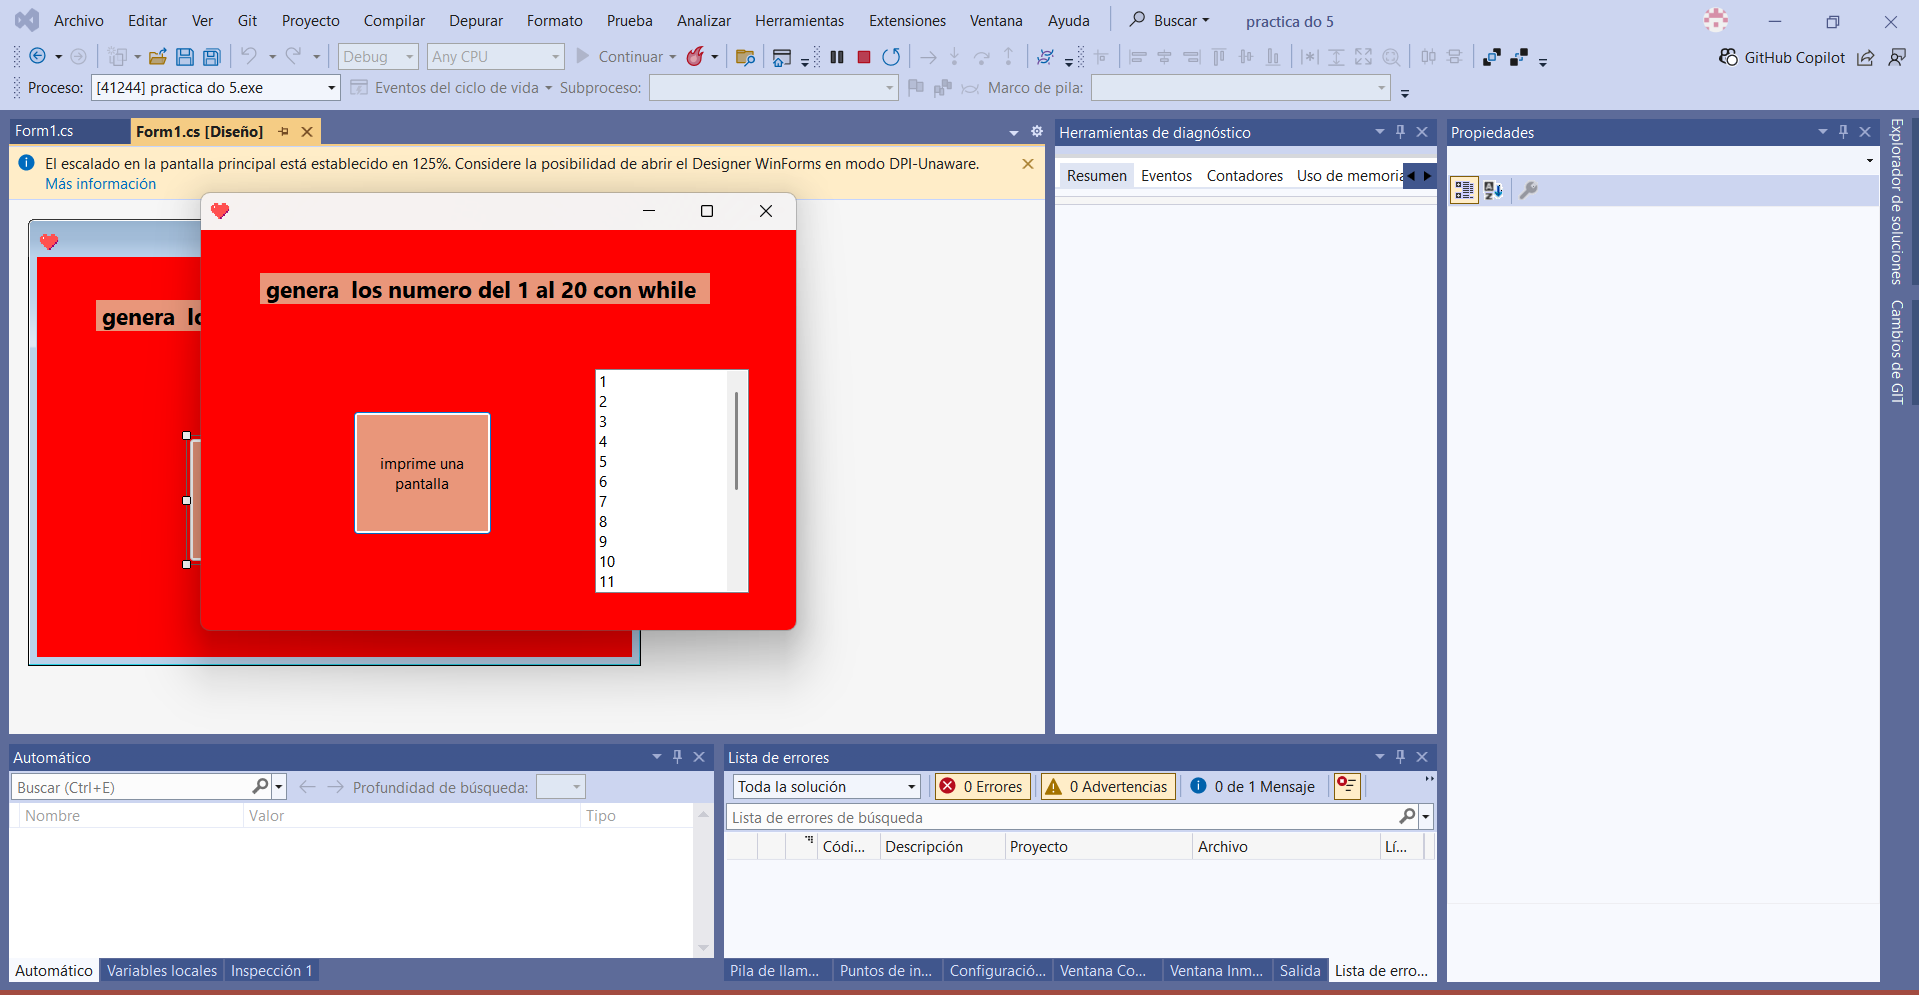 Archivo Editar Ver Git Proyecto Compilar Depurar Formato Prueba Analizar Herramientas Extensiones Ventana Ayuda Buscar practica do 5
Debug Any CPU Continuar GitHub Copilot
Proceso: [41244] practica do 5.exe Eventos del ciclo de vida Subproceso: Marco de pila:
Form1.cs Form1.cs [Diseño]
El escalado en la pantalla principal está establecido en 125%. Considere la posibilidad de abrir el Designer WinForms en modo DPI-Unaware.
Más información
genera lo
genera los numero del 1 al 20 con while
imprime una
pantalla
1
2
3
4
5
6
7
8
9
10
11
Herramientas de diagnóstico
Resumen Eventos Contadores Uso de memoria
Propiedades
Explorador de soluciones
Cambios de GIT
Automático
Buscar (Ctrl+E) Profundidad de búsqueda:
Nombre Valor Tipo
Automático Variables locales Inspección 1
Lista de errores
Toda la solución 0 Errores 0 Advertencias 0 de 1 Mensaje
Lista de errores de búsqueda
Códi... Descripción Proyecto Archivo Lí...
Pila de llam... Puntos de in... Configuració... Ventana Co... Ventana Inm... Salida Lista de erro...